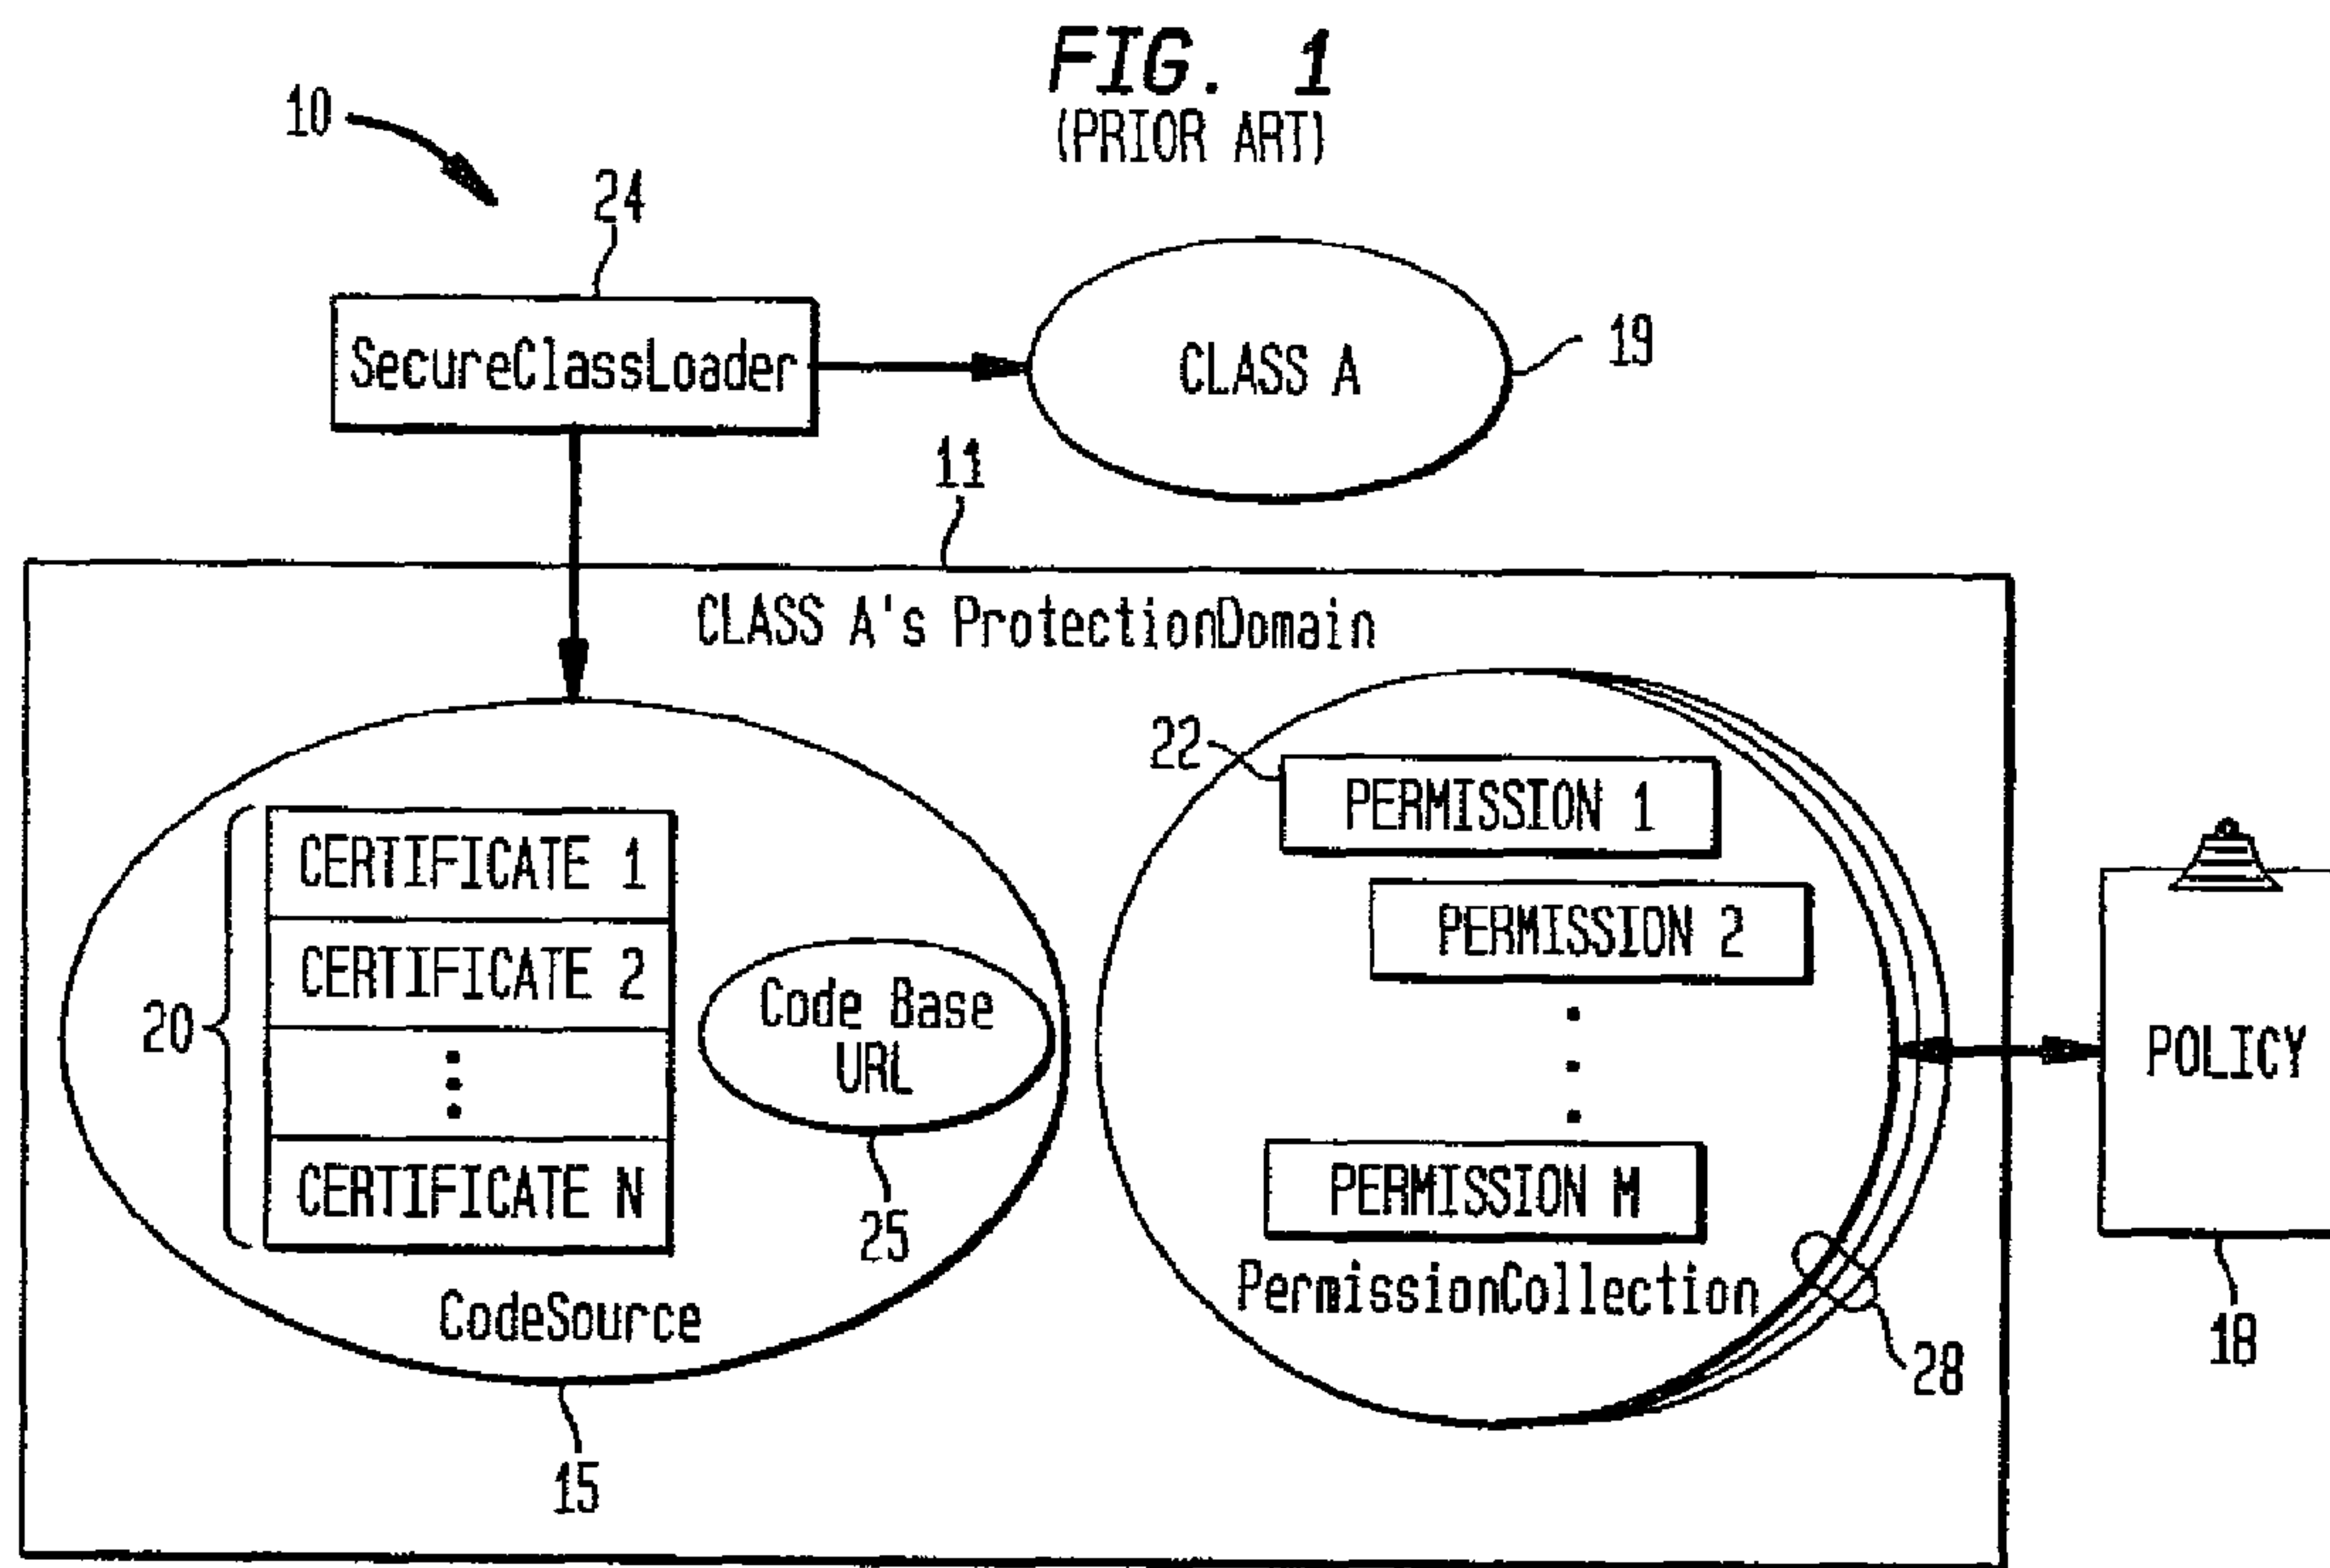 FIG. 1
(PRIOR ART)
10
24
SecureClassLoader
CLASS A
19
11
CLASS A's ProtectionDomain
22
PERMISSION 1
PERMISSION 2
PERMISSION M
PermissionCollection
28
20
CERTIFICATE 1
CERTIFICATE 2
CERTIFICATE N
Code Base
URL
25
CodeSource
15
POLICY
18